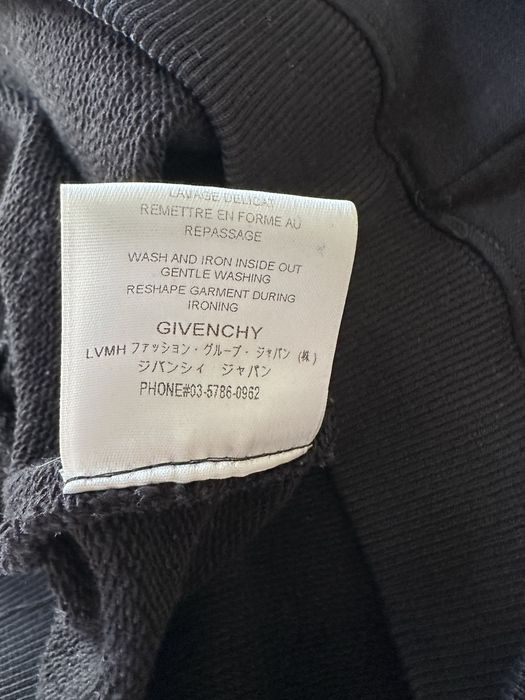 LAVAGE DELICAT
REMETTRE EN FORME AU
REPASSAGE
WASH AND IRON INSIDE OUT
GENTLE WASHING
RESHAPE GARMENT DURING
IRONING
GIVENCHY
LVMH ファッション・グループ・ジャパン (株)
ジバンシィ ジャパン
PHONE#03-5786-0962